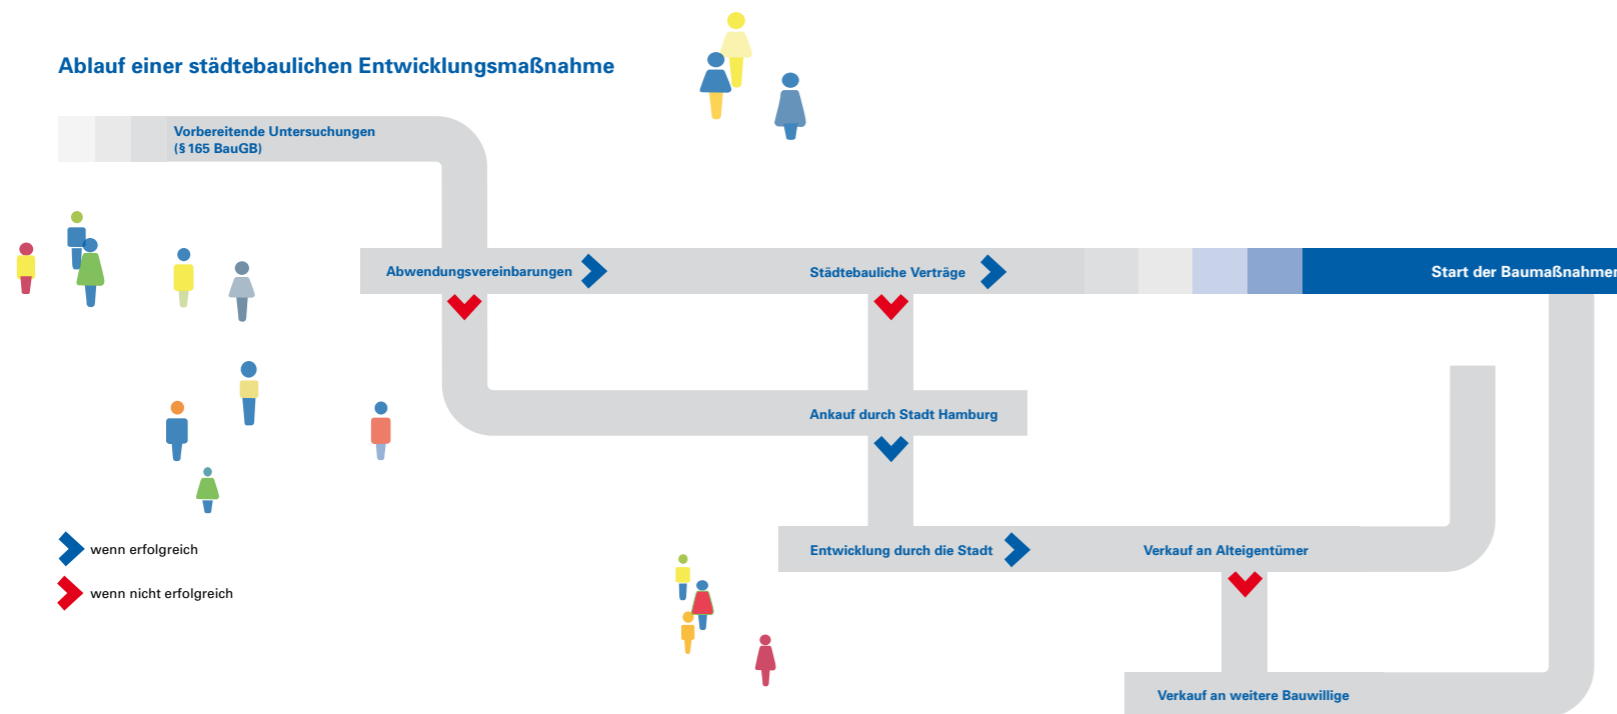 Ablauf einer städtebaulichen Entwicklungsmaßnahme
Vorbereitende Untersuchungen
(§ 165 BauGB)
Abwendungsvereinbarungen
Städtebauliche Verträge
Start der Baumaßnahmen
Ankauf durch Stadt Hamburg
Entwicklung durch die Stadt
Verkauf an Alteigentümer
wenn erfolgreich
wenn nicht erfolgreich
Verkauf an weitere Bauwillige